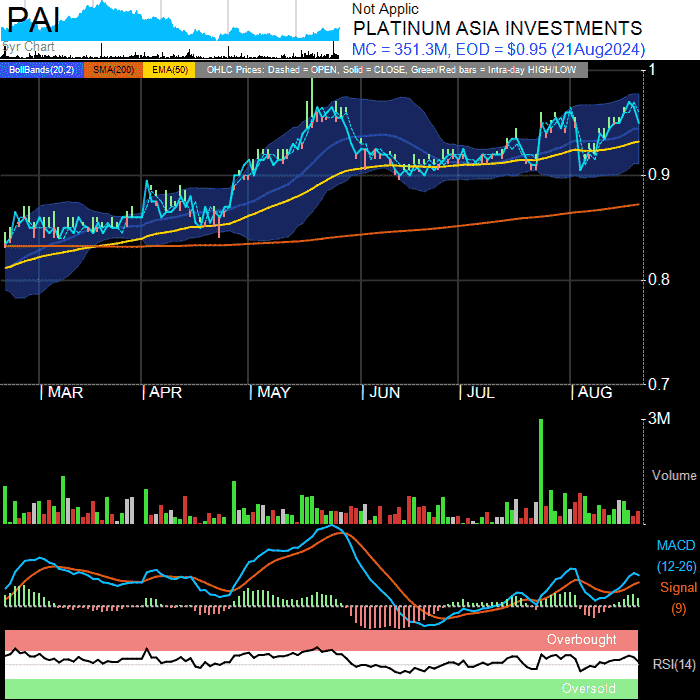 PAI
5yr Chart
Not Applic
PLATINUM ASIA INVESTMENTS
MC = 351.3M, EOD = $0.95 (21Aug2024)
BollBands(20,2) SMA(200) EMA(50) OHLC Prices: Dashed = OPEN, Solid = CLOSE, Green/Red bars = Intra-day HIGH/LOW
1
0.9
0.8
0.7
MAR APR MAY JUN JUL AUG
3M
Volume
MACD
(12-26)
Signal
(9)
Overbought
RSI(14)
Oversold